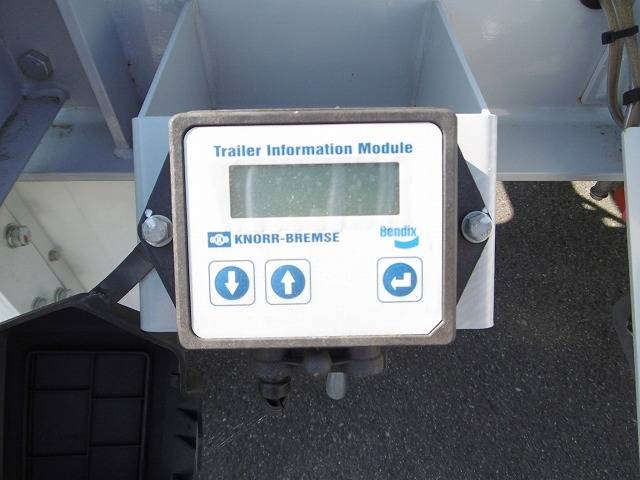 Trailer Information Module
KNORR-BREMSE Bendix